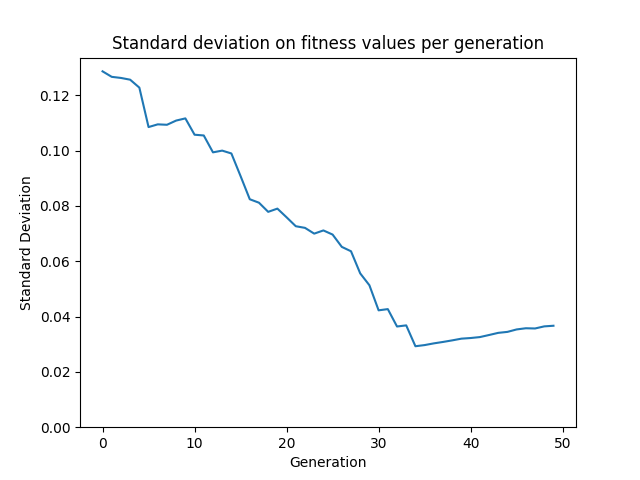 Standard deviation on fitness values per generation
0.12
0.10
0.08
0.06
0.04
0.02
0.00
Standard Deviation
0 10 20 30 40 50
Generation